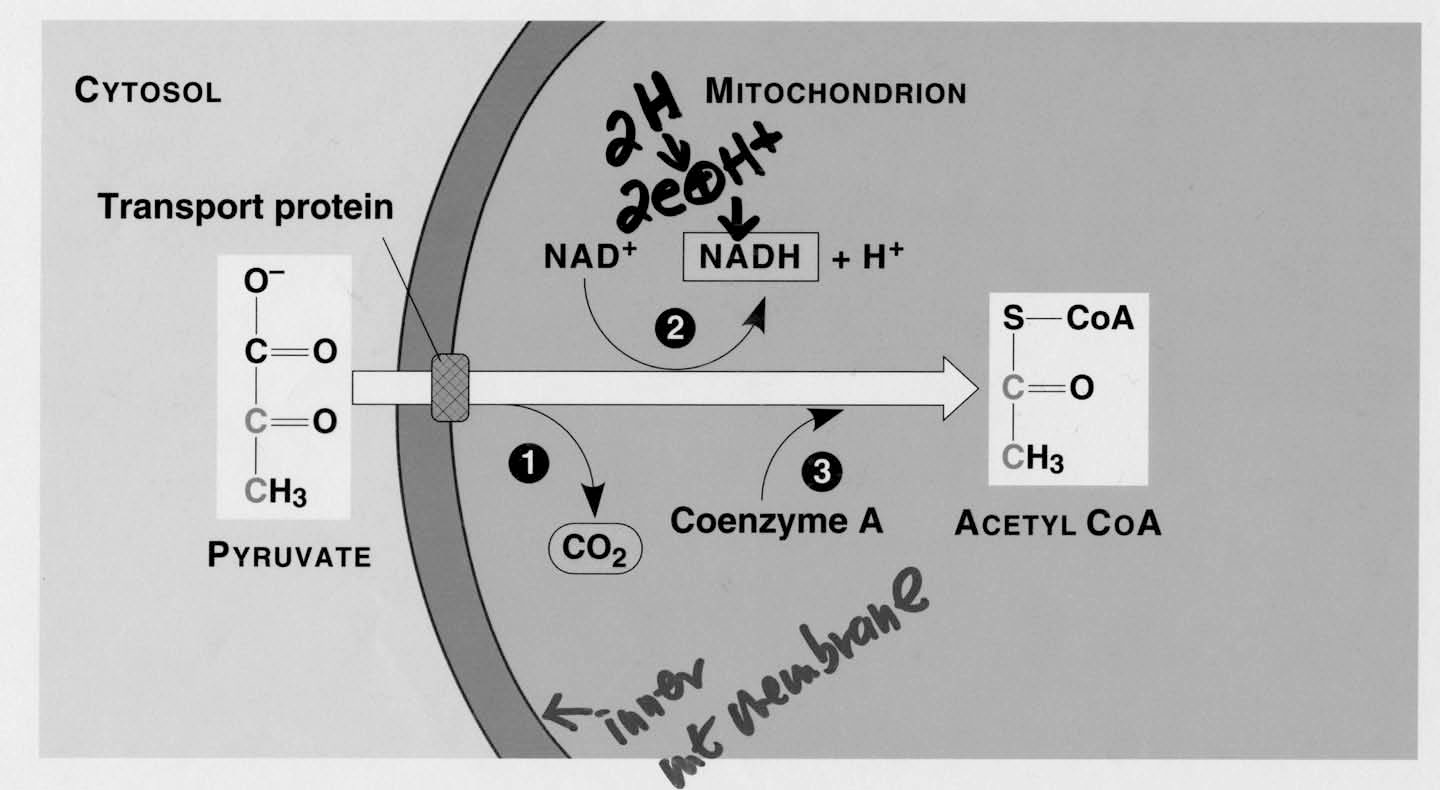 CYTOSOL
MITOCHONDRION
2H
2e⊕H+
Transport protein
NAD⁺
NADH + H⁺
2
O⁻
C=O
C=O
CH₃
PYRUVATE
1
CO₂
3
Coenzyme A
S—CoA
C=O
CH₃
ACETYL COA
inner
mt membrane